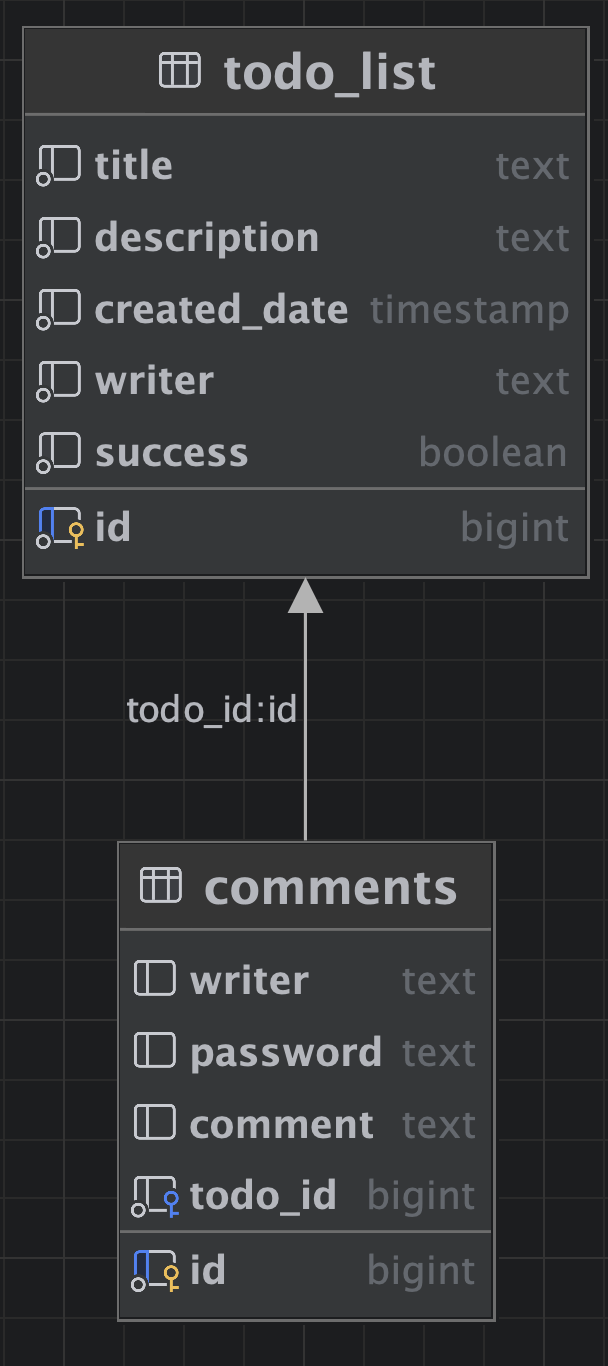 todo_list
title text
description text
created_date timestamp
writer text
success boolean
id bigint
todo_id:id
comments
writer text
password text
comment text
todo_id bigint
id bigint